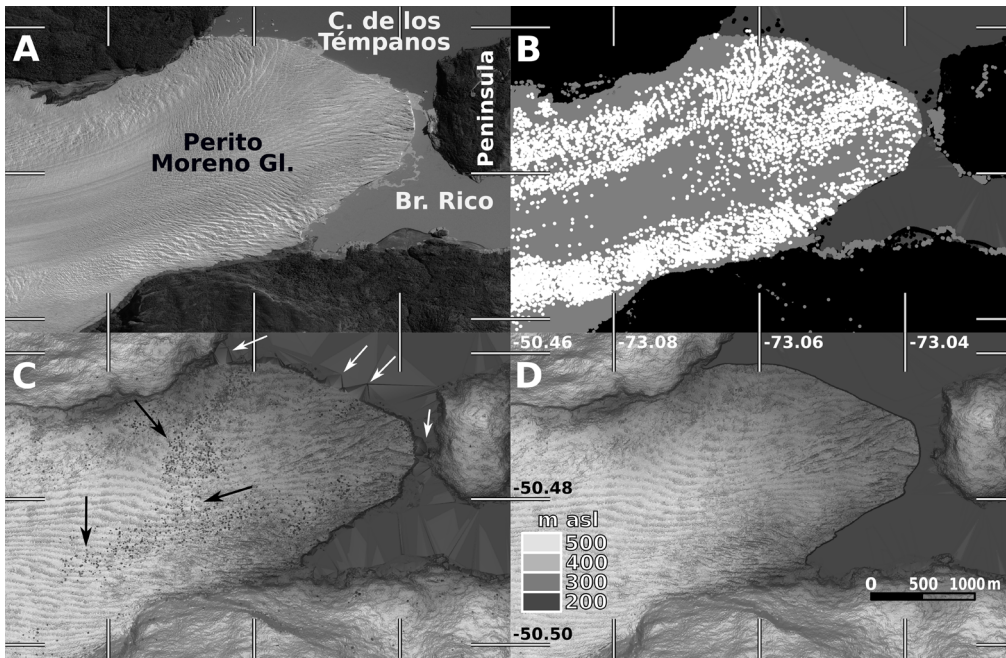 A
C. de los
Témpanos
Perito
Moreno Gl.
Peninsula
Br. Rico
B
-50.46
-73.08
-73.06
-73.04
C
D
-50.48
m asl
500
400
300
200
0 500 1000 m
-50.50